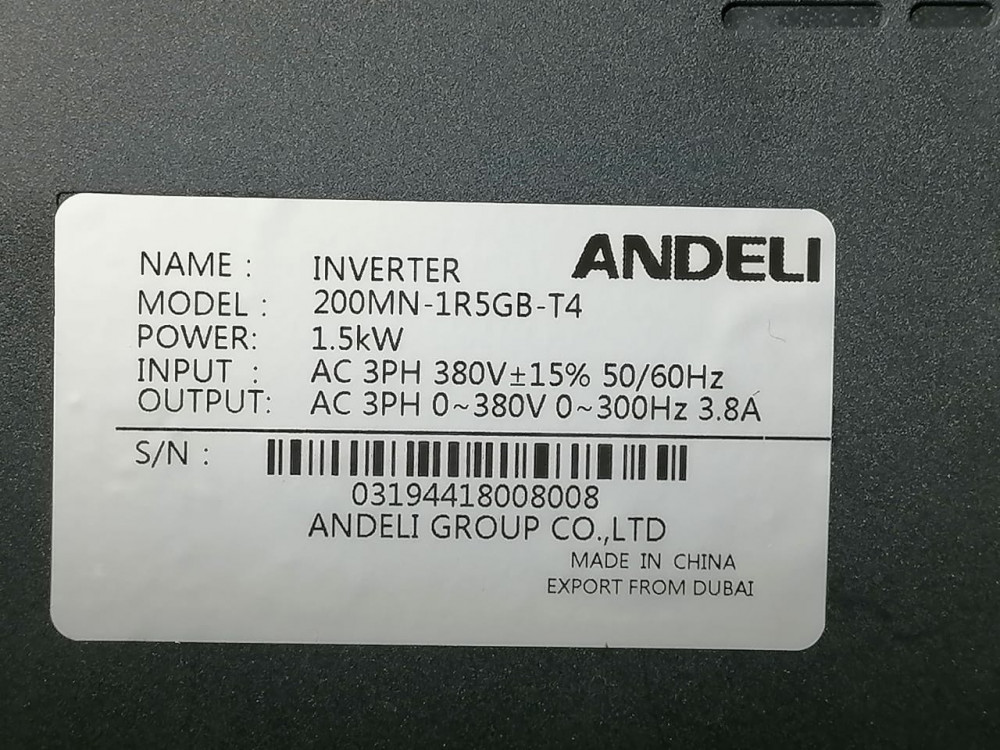 ANDELI
NAME : INVERTER
MODEL : 200MN-1R5GB-T4
POWER: 1.5kW
INPUT : AC 3PH 380V±15% 50/60Hz
OUTPUT: AC 3PH 0~380V 0~300Hz 3.8A
S/N :
03194418008008
ANDELI GROUP CO.,LTD
MADE IN CHINA
EXPORT FROM DUBAI